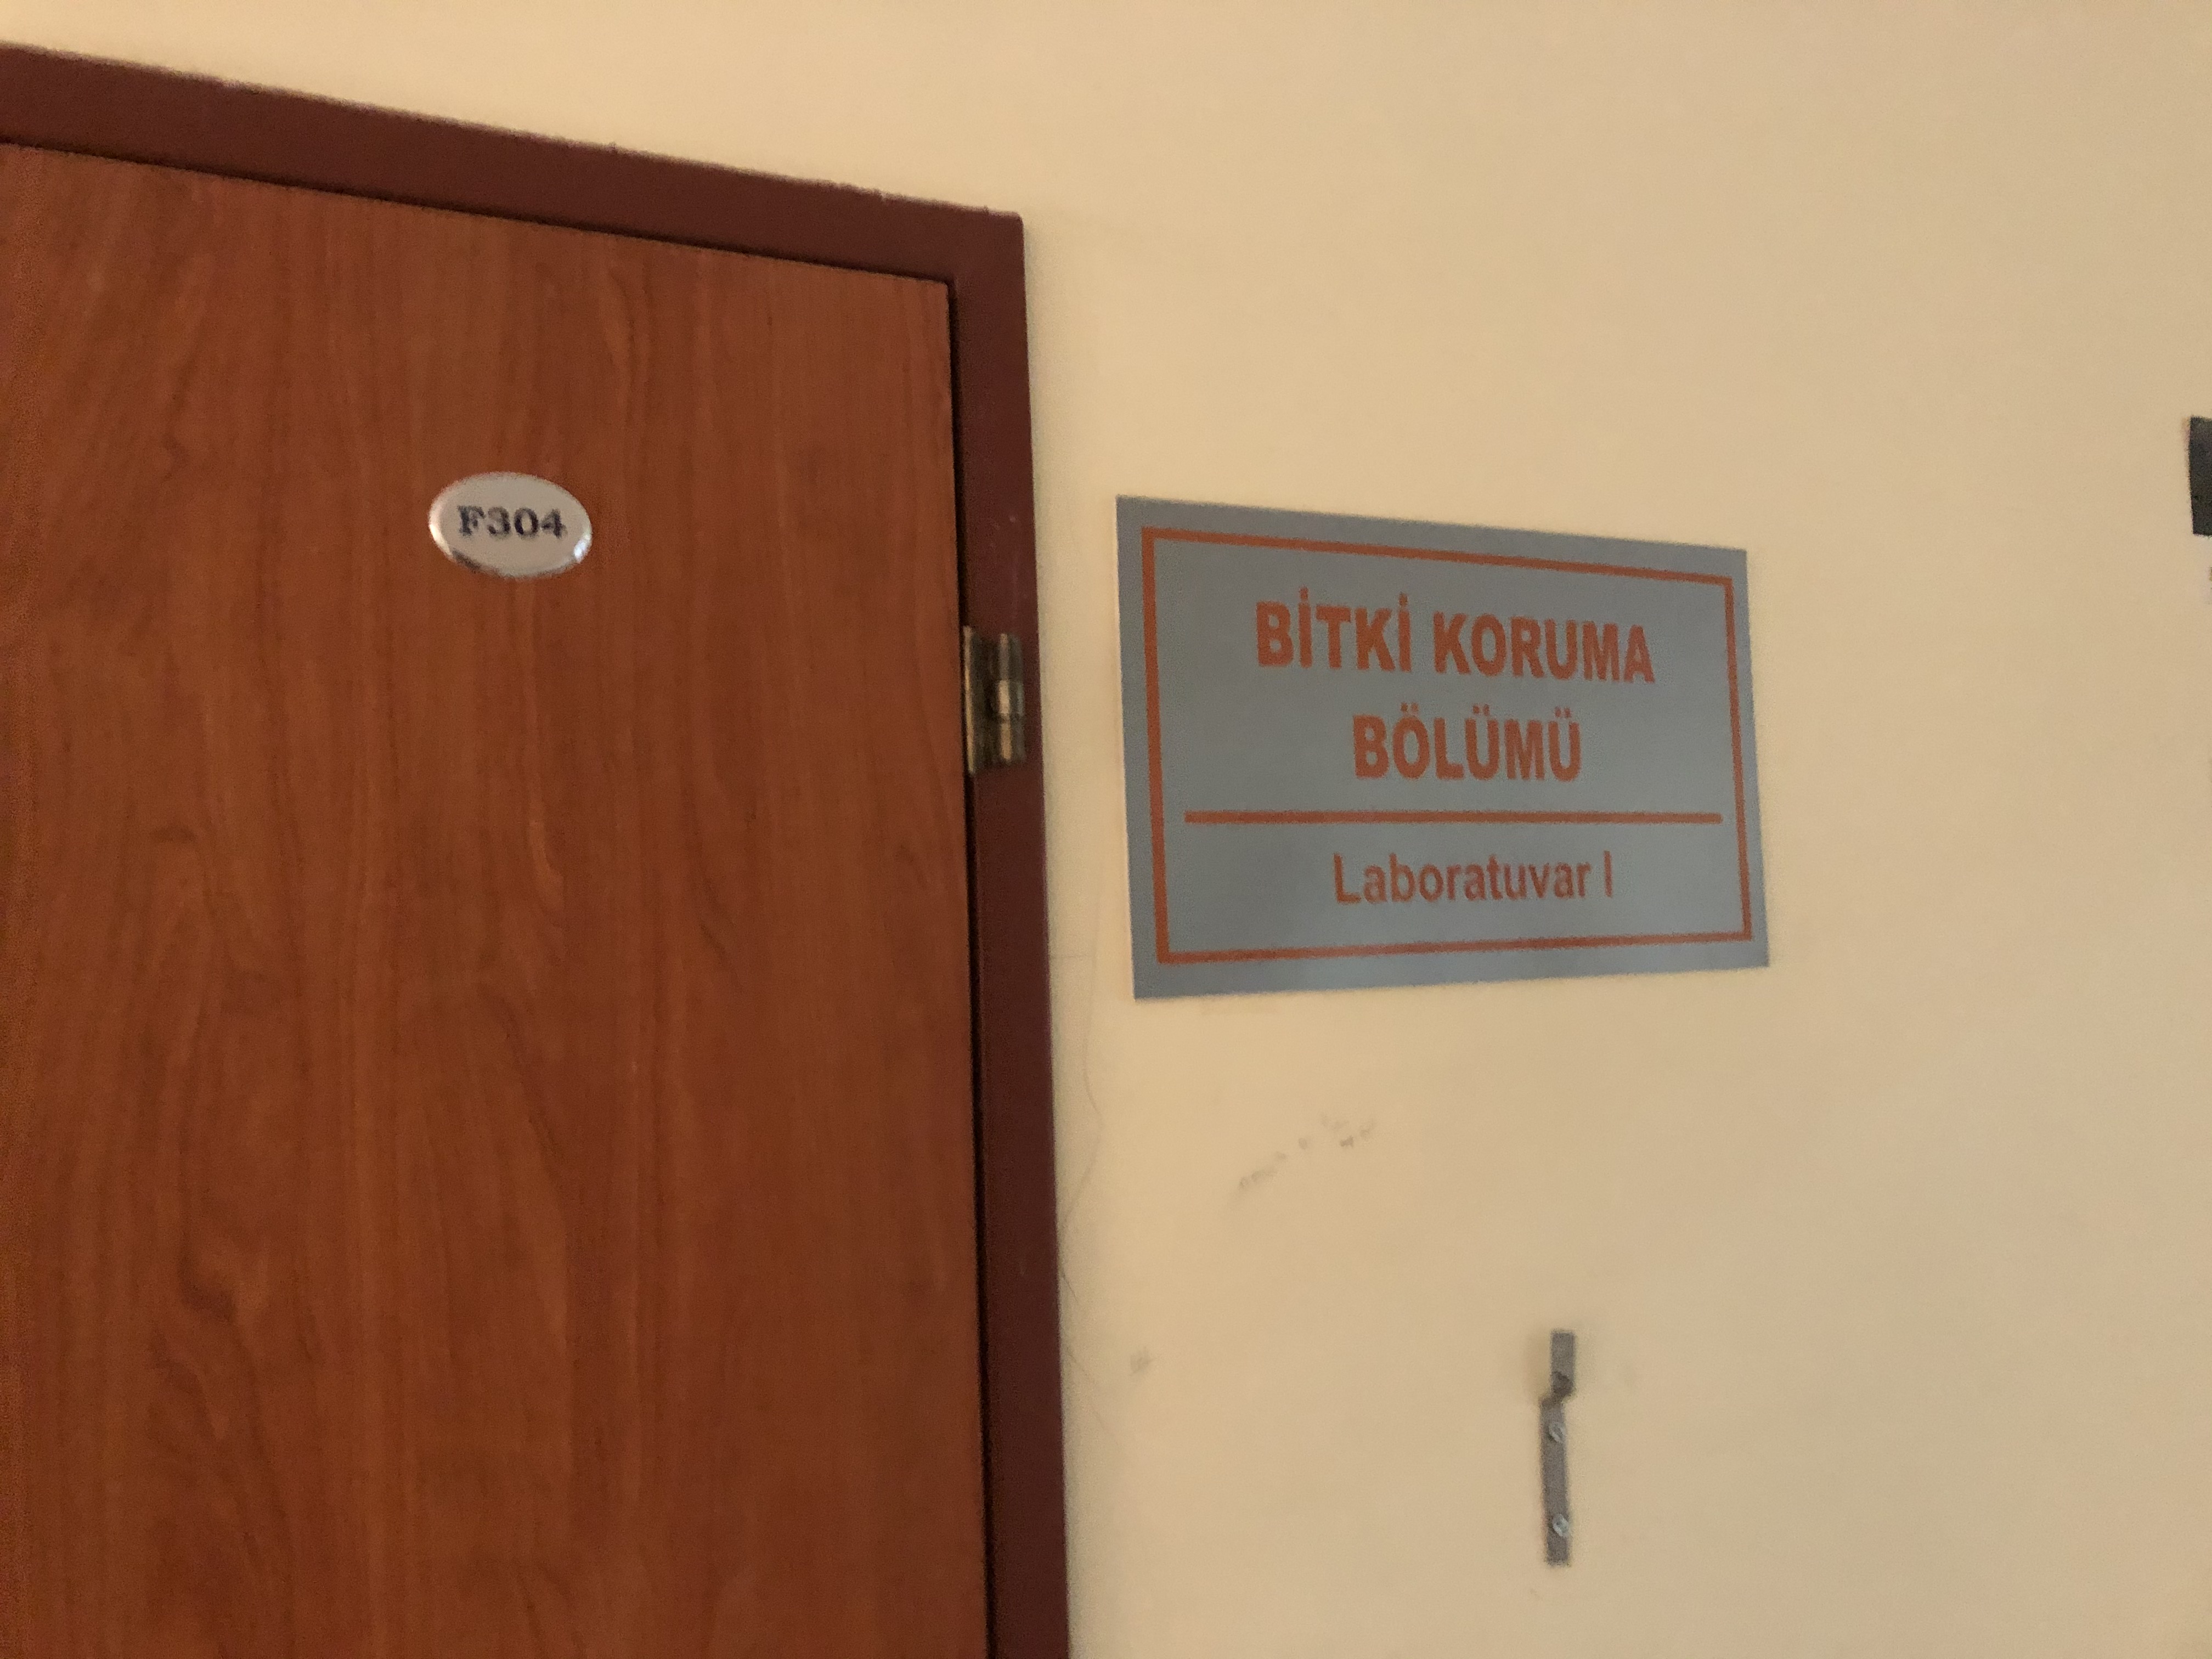 F304
BİTKİ KORUMA
BÖLÜMÜ
Laboratuvar I